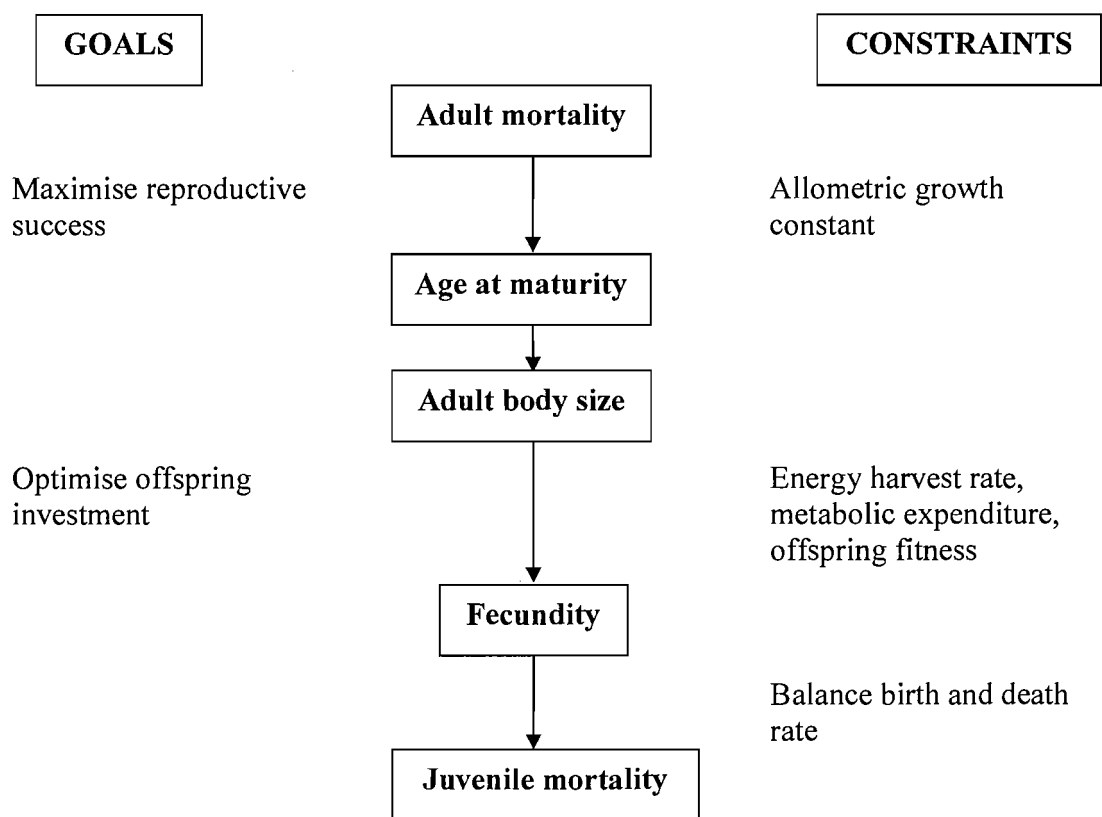 GOALS
CONSTRAINTS
Adult mortality
Maximise reproductive
success
Allometric growth
constant
Age at maturity
Adult body size
Optimise offspring
investment
Energy harvest rate,
metabolic expenditure,
offspring fitness
Fecundity
Balance birth and death
rate
Juvenile mortality